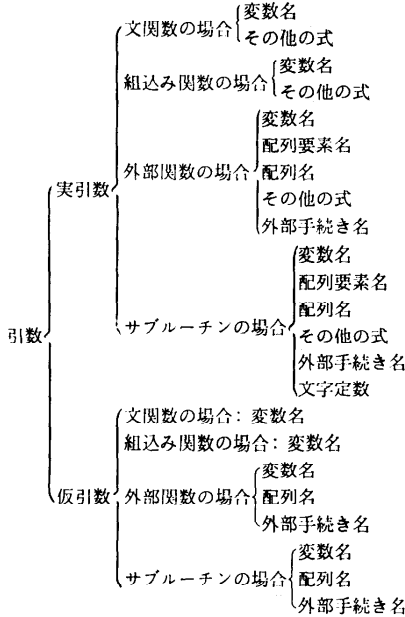 変数名
文関数の場合
その他の式
変数名
組込み関数の場合
その他の式
変数名
配列要素名
外部関数の場合 配列名
実引数
その他の式
外部手続き名
変数名
配列要素名
配列名
サブルーチンの場合
その他の式
引数
外部手続き名
文字定数
文関数の場合: 変数名
組込み関数の場合: 変数名
変数名
仮引数 外部関数の場合 配列名
外部手続き名
変数名
サブルーチンの場合 配列名
外部手続き名